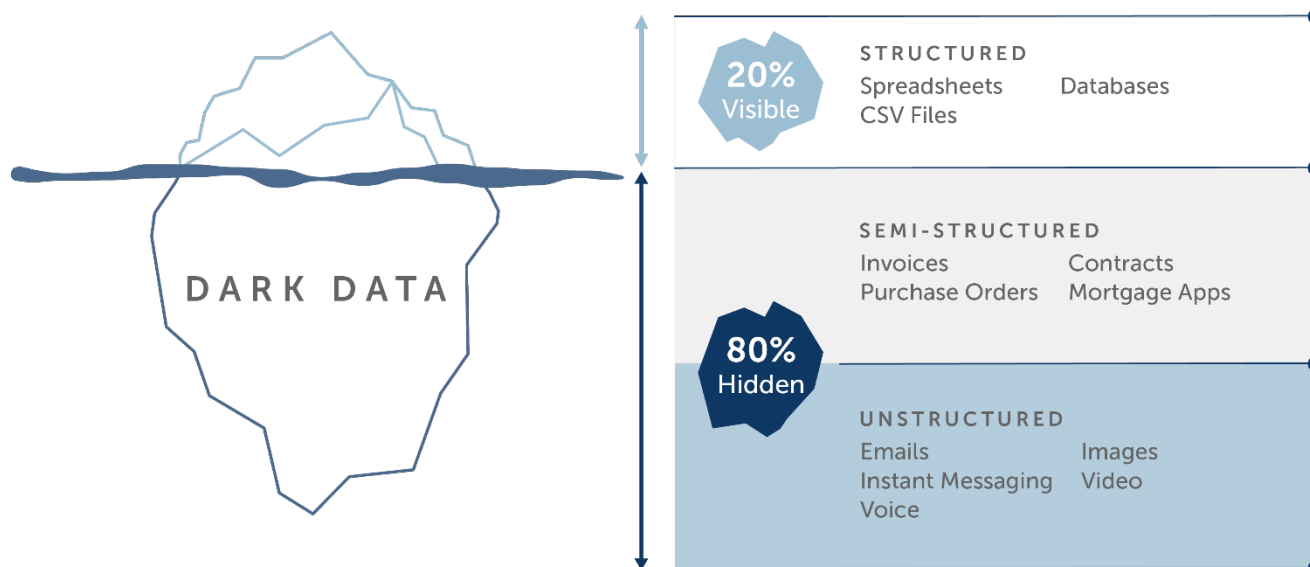 DARK DATA
20%
Visible
STRUCTURED
Spreadsheets Databases
CSV Files
80%
Hidden
SEMI-STRUCTURED
Invoices Contracts
Purchase Orders Mortgage Apps
UNSTRUCTURED
Emails Images
Instant Messaging Video
Voice